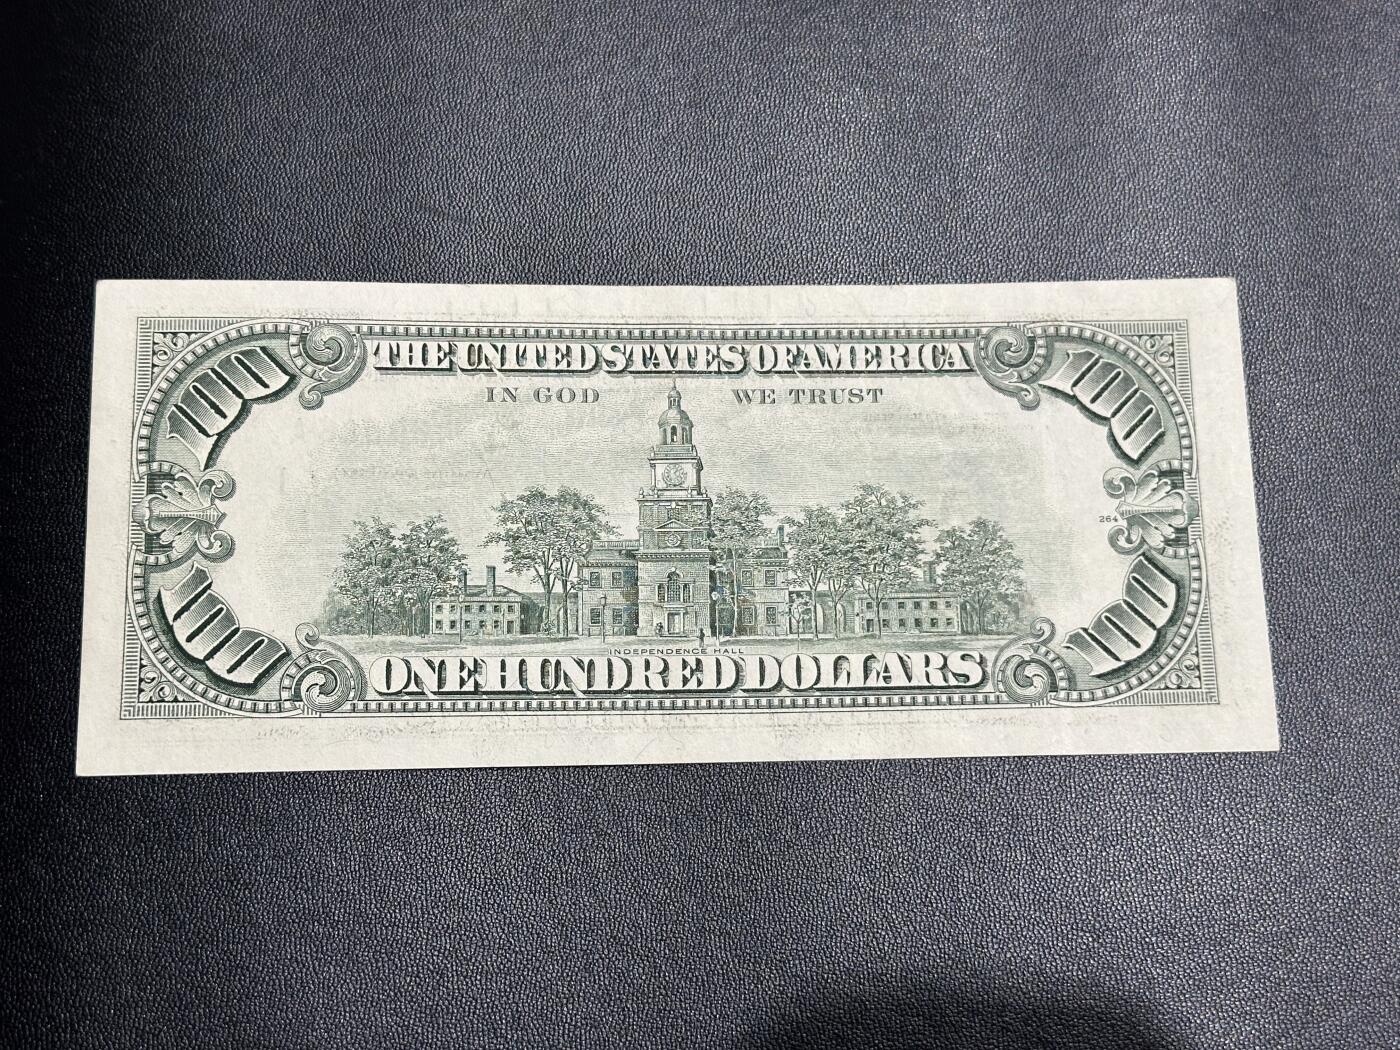 100 THE UNITED STATES OF AMERICA 100
IN GOD WE TRUST
264
INDEPENDENCE HALL
100 ONE HUNDRED DOLLARS 100